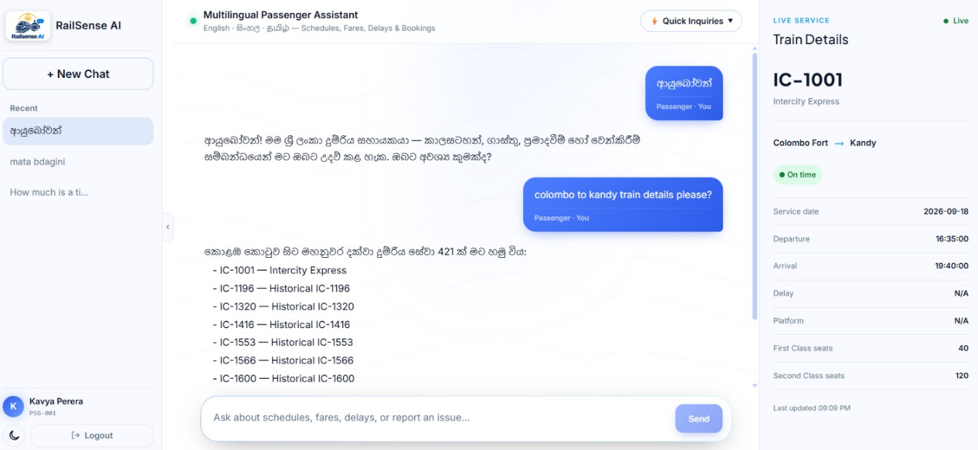 RailSense AI
Railsense Ai
+ New Chat
Recent
ආයුබෝවන්
mata bdagini
How much is a ti...
K
Kavya Perera
PSG-001
Logout
Multilingual Passenger Assistant
English · සිංහල · தமிழ் — Schedules, Fares, Delays & Bookings
Quick Inquiries ▼
ආයුබෝවන්
Passenger · You
ආයුබෝවන්! මම ශ්‍රී ලංකා දුම්රිය සහායකයා — කාලසටහන්, ගාස්තු, ප්‍රමාදවීම් හෝ වෙන්කිරීම්
සම්බන්ධයෙන් මට ඔබට උදව් කළ හැක. ඔබට අවශ්‍ය කුමක්ද?
colombo to kandy train details please?
Passenger · You
කොළඹ කොටුව සිට මහනුවර දක්වා දුම්රිය සේවා 421 ක් මට හමු විය:
- IC-1001 — Intercity Express
- IC-1196 — Historical IC-1196
- IC-1320 — Historical IC-1320
- IC-1416 — Historical IC-1416
- IC-1553 — Historical IC-1553
- IC-1566 — Historical IC-1566
- IC-1600 — Historical IC-1600
Ask about schedules, fares, delays, or report an issue...
Send
LIVE SERVICE
Live
Train Details
IC-1001
Intercity Express
Colombo Fort → Kandy
On time
Service date 2026-09-18
Departure 16:35:00
Arrival 19:40:00
Delay N/A
Platform N/A
First Class seats 40
Second Class seats 120
Last updated 09:09 PM